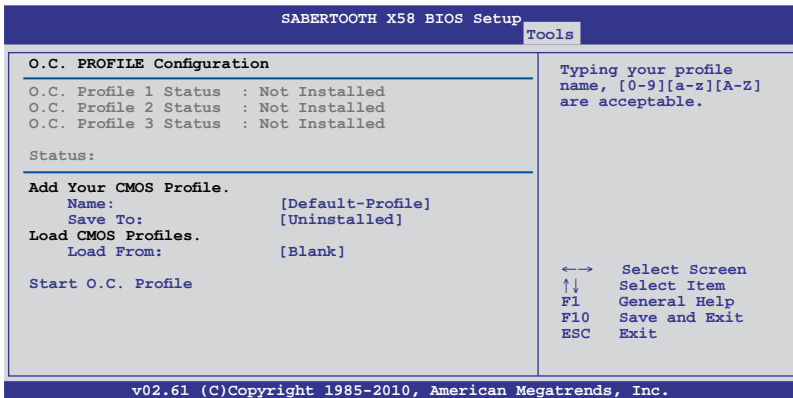 SABERTOOTH X58 BIOS Setup
Tools
O.C. PROFILE Configuration
O.C. Profile 1 Status : Not Installed
O.C. Profile 2 Status : Not Installed
O.C. Profile 3 Status : Not Installed
Status:
Add Your CMOS Profile.
Name: [Default-Profile]
Save To: [Uninstalled]
Load CMOS Profiles.
Load From: [Blank]
Start O.C. Profile
Typing your profile
name, [0-9][a-z][A-Z]
are acceptable.
←→ Select Screen
↑↓ Select Item
F1 General Help
F10 Save and Exit
ESC Exit
v02.61 (C)Copyright 1985-2010, American Megatrends, Inc.